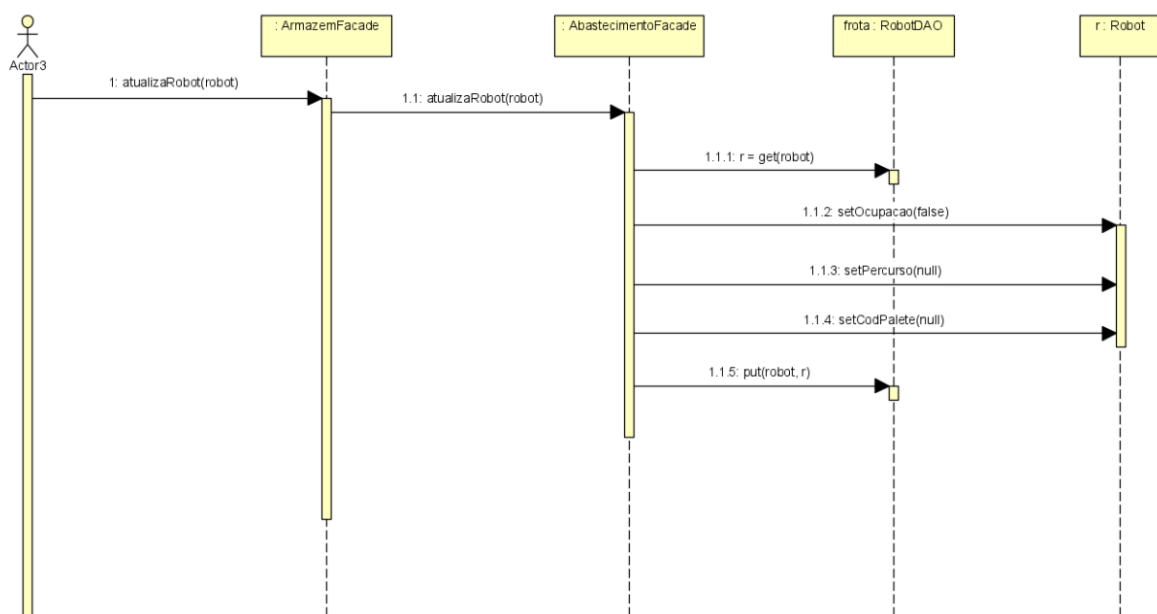 : ArmazemFacade
: AbastecimentoFacade
frota : RobotDAO
r : Robot
Actor3
1: atualizaRobot(robot)
1.1: atualizaRobot(robot)
1.1.1: r = get(robot)
1.1.2: setOcupacao(false)
1.1.3: setPercurso(null)
1.1.4: setCodPalete(null)
1.1.5: put(robot, r)